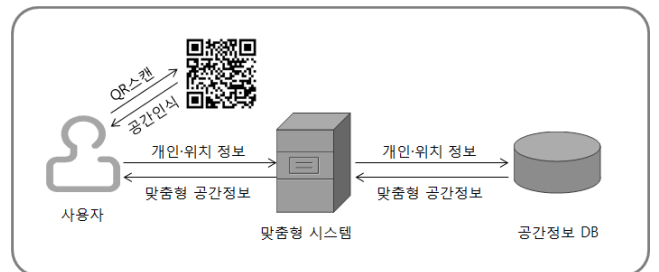 QR스캔
공간인식
개인·위치 정보
개인·위치 정보
맞춤형 공간정보
맞춤형 공간정보
사용자
맞춤형 시스템
공간정보 DB